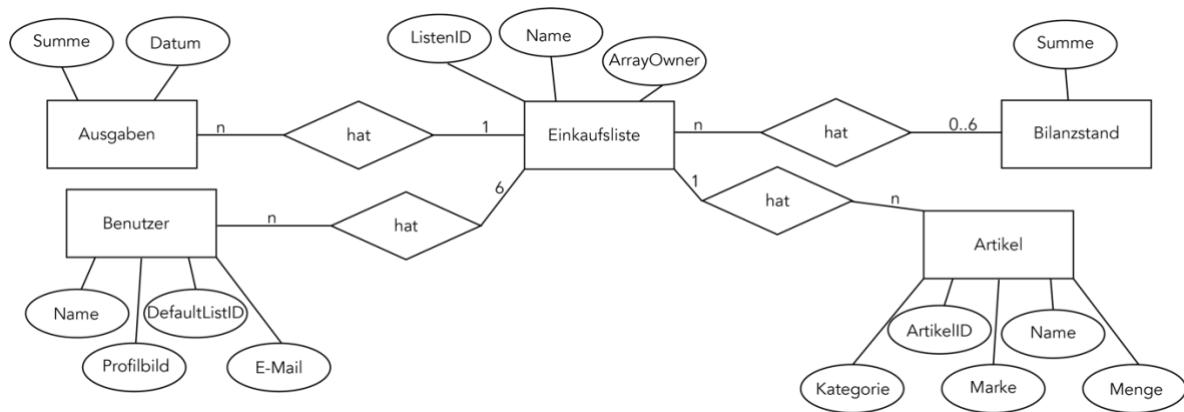 Summe
Datum
ListenID
Name
ArrayOwner
Summe
Ausgaben
n
hat
1
Einkaufsliste
n
hat
0..6
Bilanzstand
Benutzer
n
hat
6
1
hat
n
Artikel
Name
DefaultListID
Profilbild
E-Mail
ArtikelID
Name
Kategorie
Marke
Menge